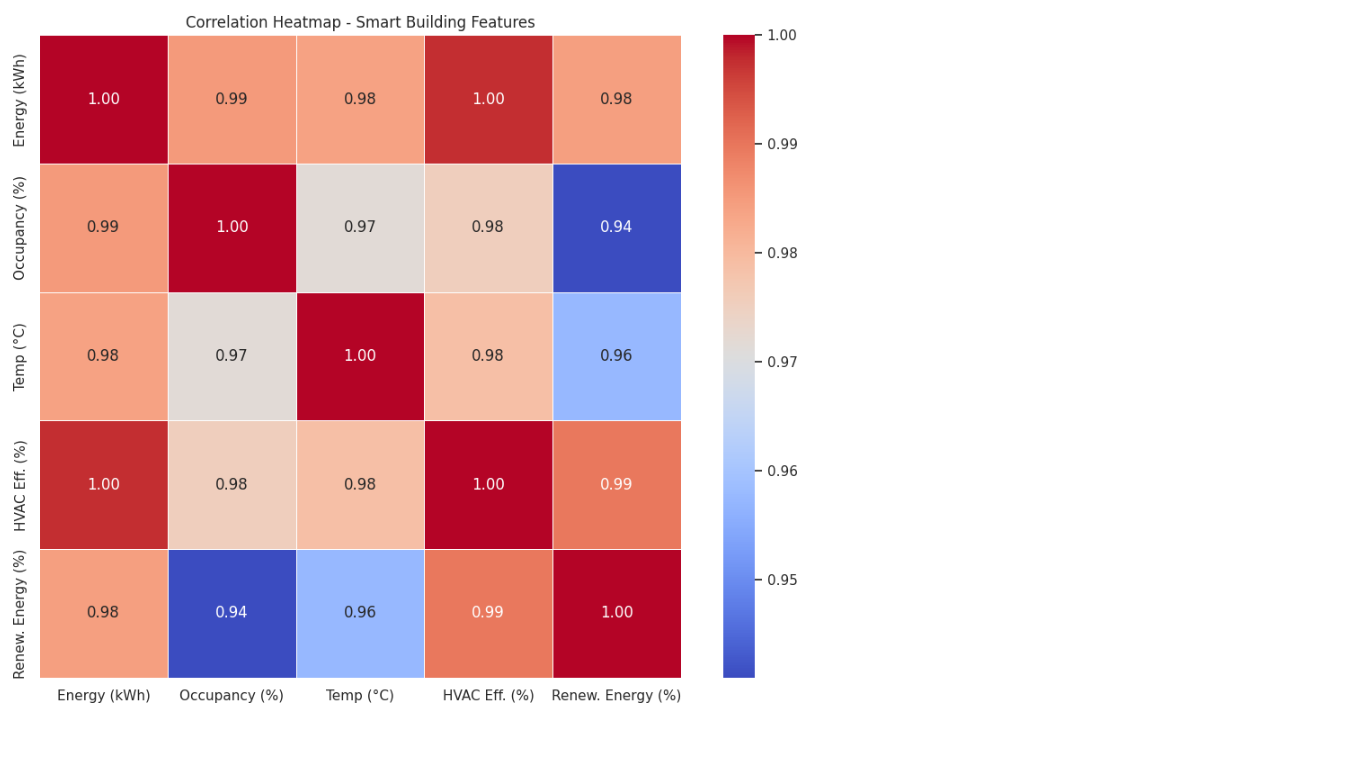 Correlation Heatmap - Smart Building Features
Energy (kWh) 1.00 0.99 0.98 1.00 0.98
Occupancy (%) 0.99 1.00 0.97 0.98 0.94
Temp (°C) 0.98 0.97 1.00 0.98 0.96
HVAC Eff. (%) 1.00 0.98 0.98 1.00 0.99
Renew. Energy (%) 0.98 0.94 0.96 0.99 1.00
Energy (kWh) Occupancy (%) Temp (°C) HVAC Eff. (%) Renew. Energy (%)
1.00
0.99
0.98
0.97
0.96
0.95